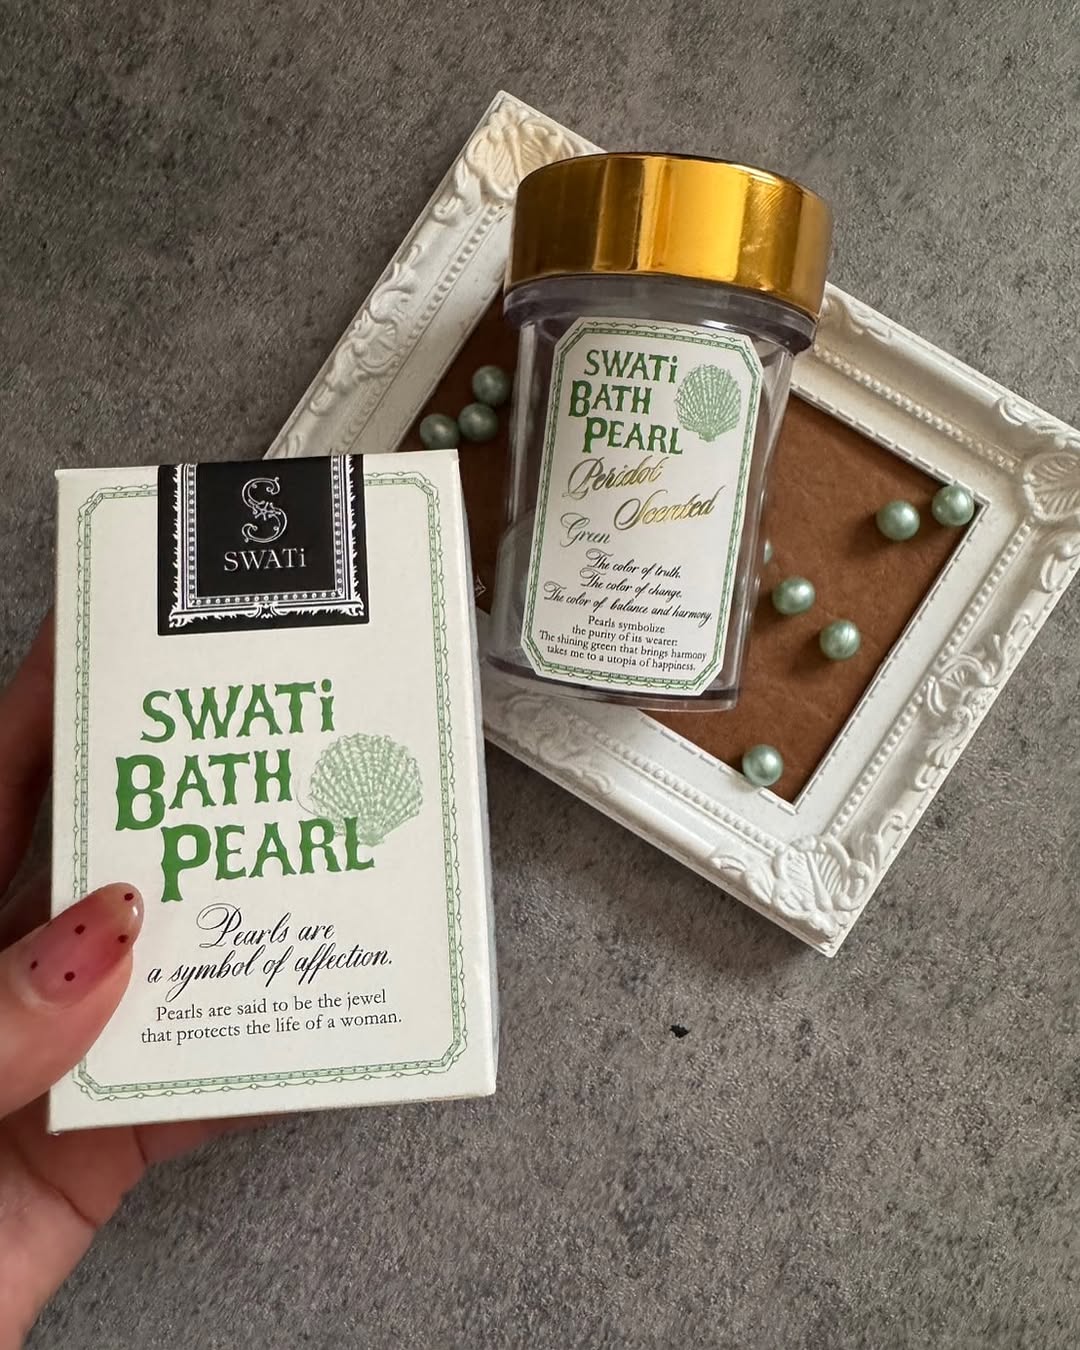 S
SWATi
SWATi
BATH
PEARL
Pearls are
a symbol of affection.
Pearls are said to be the jewel
that protects the life of a woman.
SWATi
BATH
PEARL
Peridot
Scented
Green
The color of truth.
The color of change.
The color of balance and harmony.
Pearls symbolize
the purity of its wearer:
The shining green that brings harmony
takes me to a utopia of happiness.